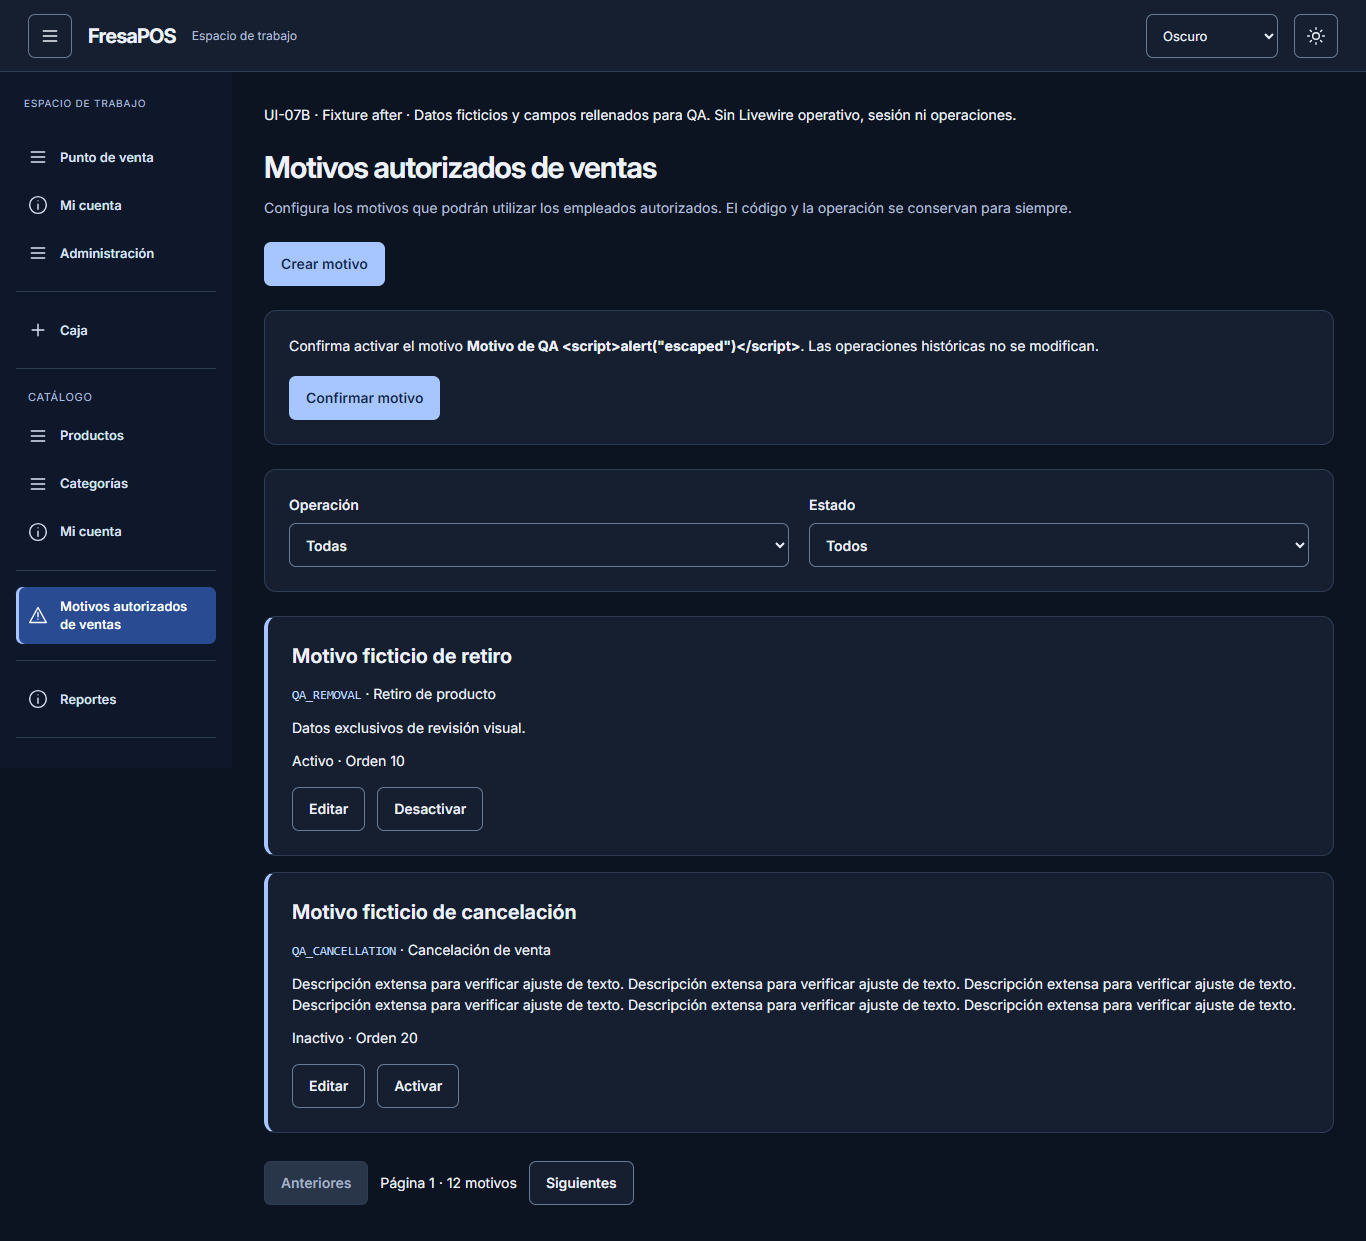 FresaPOS
Espacio de trabajo
Oscuro
ESPACIO DE TRABAJO
Punto de venta
Mi cuenta
Administración
Caja
CATÁLOGO
Productos
Categorías
Mi cuenta
Motivos autorizados
de ventas
Reportes
UI-07B · Fixture after · Datos ficticios y campos rellenados para QA. Sin Livewire operativo, sesión ni operaciones.
Motivos autorizados de ventas
Configura los motivos que podrán utilizar los empleados autorizados. El código y la operación se conservan para siempre.
Crear motivo
Confirma activar el motivo Motivo de QA <script>alert("escaped")</script>. Las operaciones históricas no se modifican.
Confirmar motivo
Operación
Todas
Estado
Todos
Motivo ficticio de retiro
QA_REMOVAL · Retiro de producto
Datos exclusivos de revisión visual.
Activo · Orden 10
Editar
Desactivar
Motivo ficticio de cancelación
QA_CANCELLATION · Cancelación de venta
Descripción extensa para verificar ajuste de texto. Descripción extensa para verificar ajuste de texto. Descripción extensa para verificar ajuste de texto.
Descripción extensa para verificar ajuste de texto. Descripción extensa para verificar ajuste de texto. Descripción extensa para verificar ajuste de texto.
Inactivo · Orden 20
Editar
Activar
Anteriores
Página 1 · 12 motivos
Siguientes